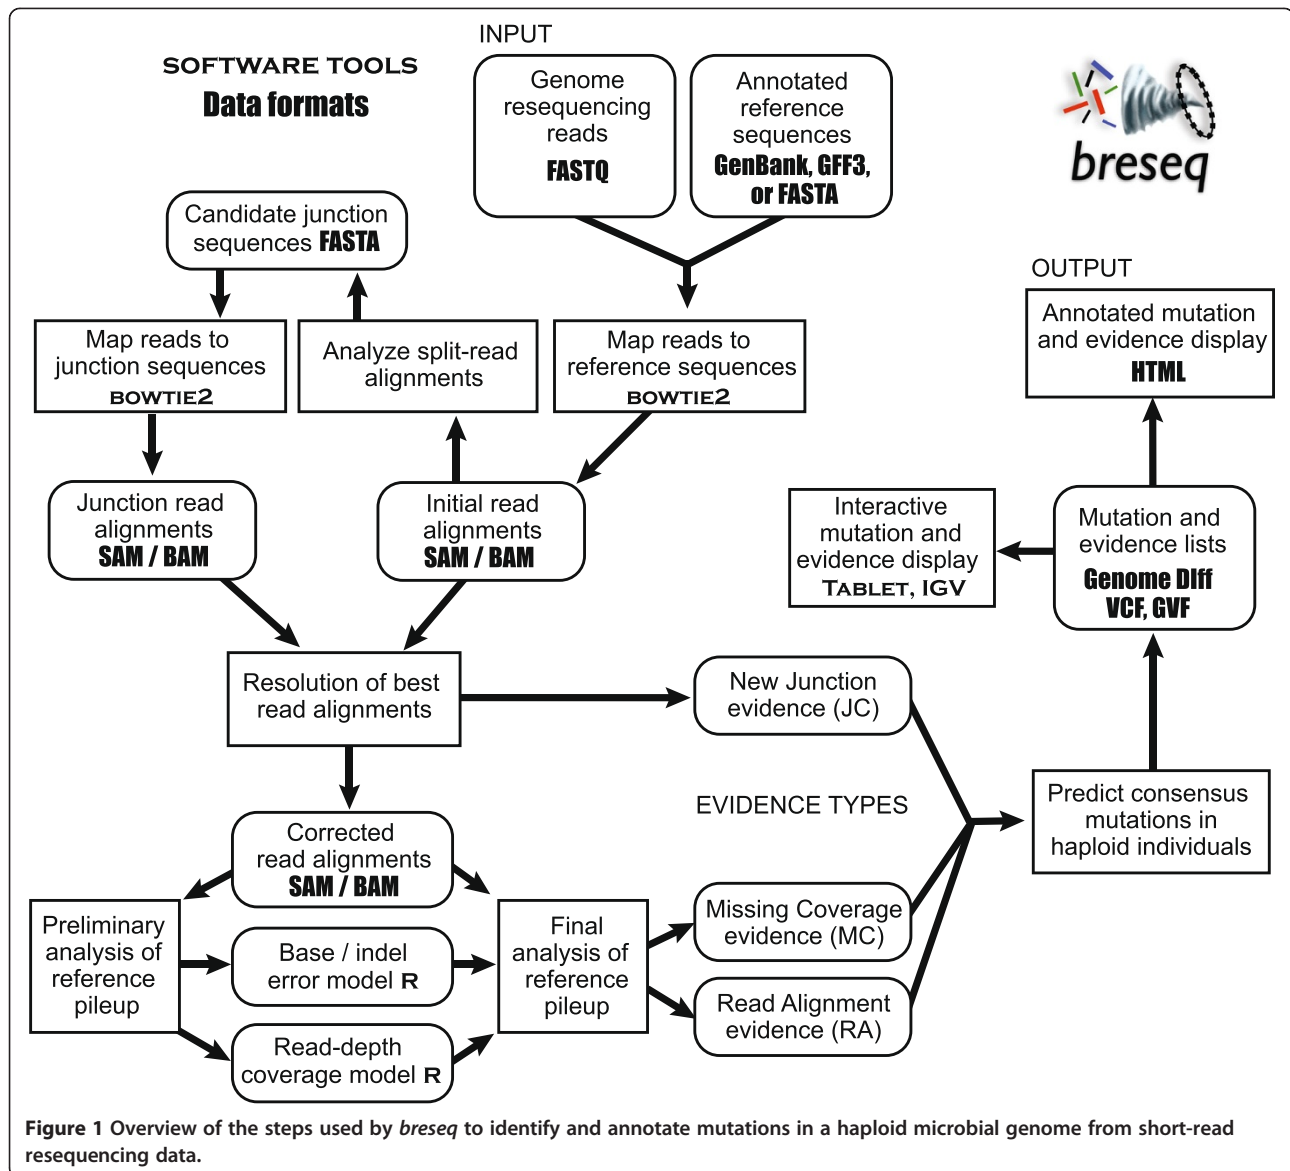 INPUT
SOFTWARE TOOLS
Data formats
Genome
resequencing
reads
FASTQ
Annotated
reference
sequences
GenBank, GFF3,
or FASTA
breseq
Candidate junction
sequences FASTA
OUTPUT
Map reads to
junction sequences
BOWTIE2
Analyze split-read
alignments
Map reads to
reference sequences
BOWTIE2
Annotated mutation
and evidence display
HTML
Junction read
alignments
SAM / BAM
Initial read
alignments
SAM / BAM
Interactive
mutation and
evidence display
TABLET, IGV
Mutation and
evidence lists
Genome DIff
VCF, GVF
Resolution of best
read alignments
New Junction
evidence (JC)
EVIDENCE TYPES
Predict consensus
mutations in
haploid individuals
Corrected
read alignments
SAM / BAM
Preliminary
analysis of
reference
pileup
Base / indel
error model R
Read-depth
coverage model R
Final
analysis of
reference
pileup
Missing Coverage
evidence (MC)
Read Alignment
evidence (RA)
Figure 1 Overview of the steps used by breseq to identify and annotate mutations in a haploid microbial genome from short-read
resequencing data.